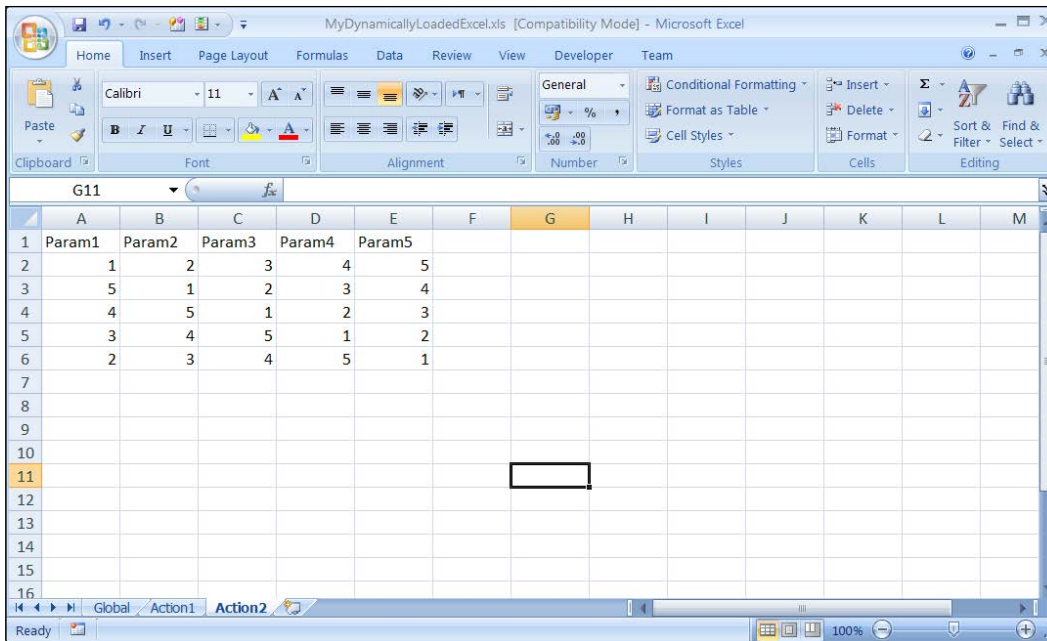 MyDynamicallyLoadedExcel.xls [Compatibility Mode] - Microsoft Excel
Home Insert Page Layout Formulas Data Review View Developer Team
Calibri 11 A A General Conditional Formatting Insert Σ
Paste B I U A % , Format as Table Delete Sort & Filter Find & Select
.00 .0 .00 Cell Styles Format
Clipboard Font Alignment Number Styles Cells Editing
G11 fx
A B C D E F G H I J K L M
1 Param1 Param2 Param3 Param4 Param5
2 1 2 3 4 5
3 5 1 2 3 4
4 4 5 1 2 3
5 3 4 5 1 2
6 2 3 4 5 1
7
8
9
10
11
12
13
14
15
16
Global Action1 Action2
Ready 100%